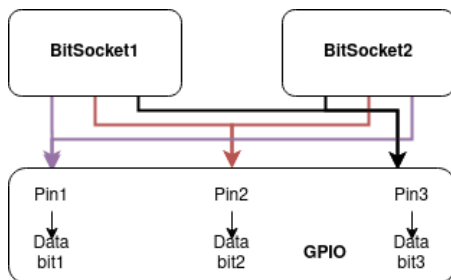 BitSocket1 BitSocket2
Pin1 Pin2 Pin3
Data Data Data
bit1 bit2 GPIO bit3